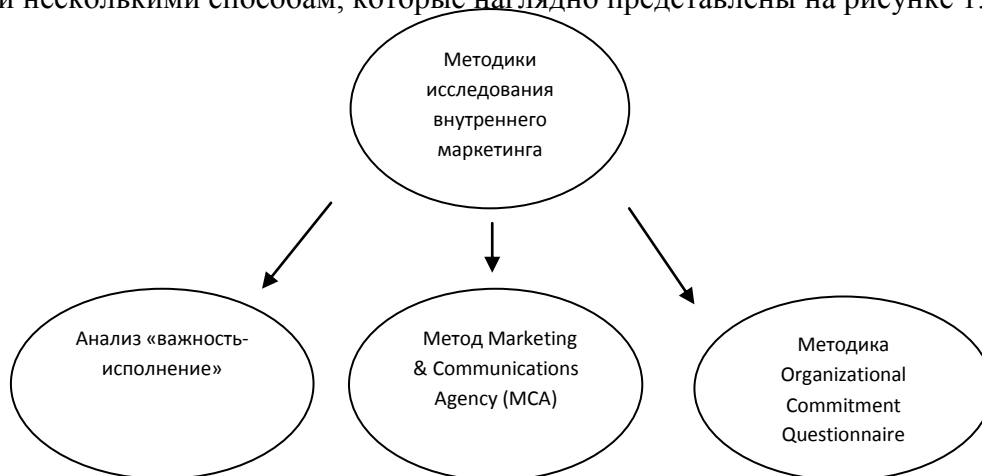 и несколькими способам, которые наглядно представлены на рисунке 1.
Методики
исследования
внутреннего
маркетинга
Анализ «важность-
исполнение»
Метод Marketing
& Communications
Agency (MCA)
Методика
Organizational
Commitment
Questionnaire